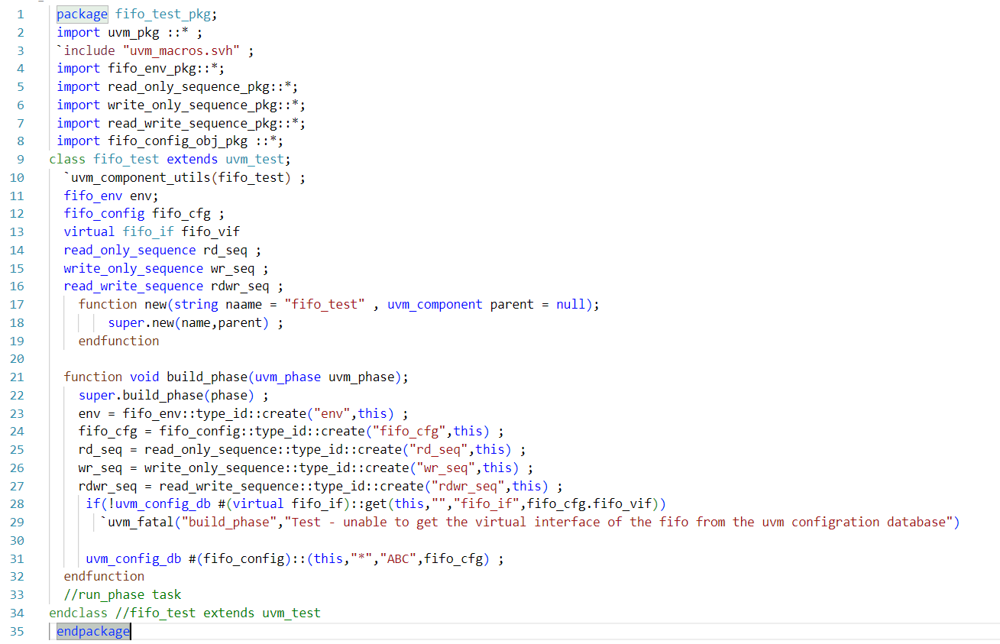 1 package fifo_test_pkg;
2 import uvm_pkg ::* ;
3 `include "uvm_macros.svh" ;
4 import fifo_env_pkg::*;
5 import read_only_sequence_pkg::*;
6 import write_only_sequence_pkg::*;
7 import read_write_sequence_pkg::*;
8 import fifo_config_obj_pkg ::*;
9 class fifo_test extends uvm_test;
10 `uvm_component_utils(fifo_test) ;
11 fifo_env env;
12 fifo_config fifo_cfg ;
13 virtual fifo_if fifo_vif
14 read_only_sequence rd_seq ;
15 write_only_sequence wr_seq ;
16 read_write_sequence rdwr_seq ;
17 function new(string naame = "fifo_test" , uvm_component parent = null);
18 super.new(name,parent) ;
19 endfunction
20
21 function void build_phase(uvm_phase uvm_phase);
22 super.build_phase(phase) ;
23 env = fifo_env::type_id::create("env",this) ;
24 fifo_cfg = fifo_config::type_id::create("fifo_cfg",this) ;
25 rd_seq = read_only_sequence::type_id::create("rd_seq",this) ;
26 wr_seq = write_only_sequence::type_id::create("wr_seq",this) ;
27 rdwr_seq = read_write_sequence::type_id::create("rdwr_seq",this) ;
28 if(!uvm_config_db #(virtual fifo_if)::get(this,"","fifo_if",fifo_cfg.fifo_vif))
29 `uvm_fatal("build_phase","Test - unable to get the virtual interface of the fifo from the uvm configration database")
30
31 uvm_config_db #(fifo_config)::(this,"*","ABC",fifo_cfg) ;
32 endfunction
33 //run_phase task
34 endclass //fifo_test extends uvm_test
35 endpackage